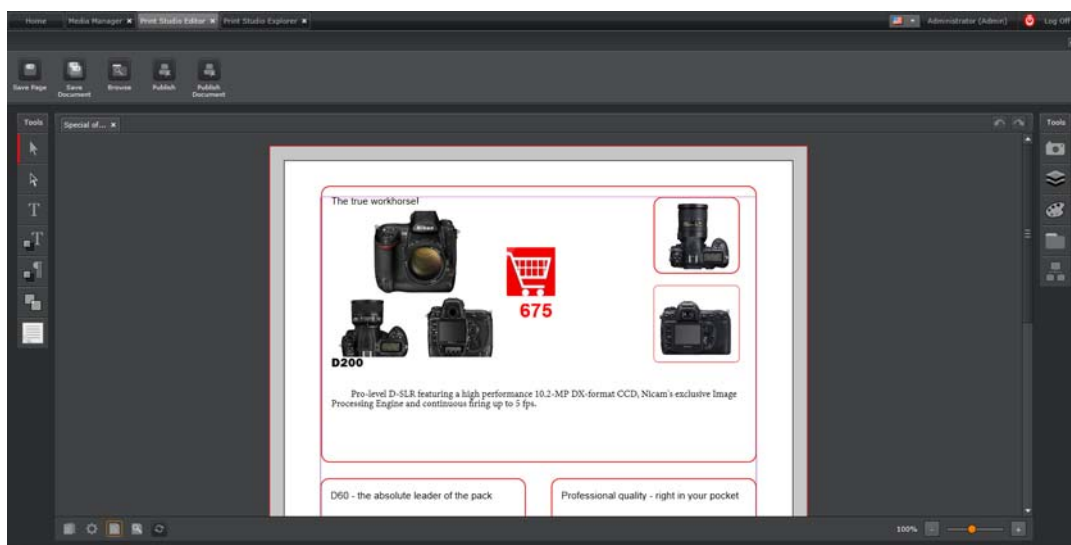 Home Media Manager × Print Studio Editor × Print Studio Explorer × Administrator (Admin) Log Off
Save Page Save Document Browse Publish Publish Document
Tools Special of... × Tools
The true workhorse!
Nikon
675
D200
Pro-level D-SLR featuring a high performance 10.2-MP DX-format CCD, Nicam's exclusive Image
Processing Engine and continuous firing up to 5 fps.
D60 - the absolute leader of the pack Professional quality - right in your pocket
100%